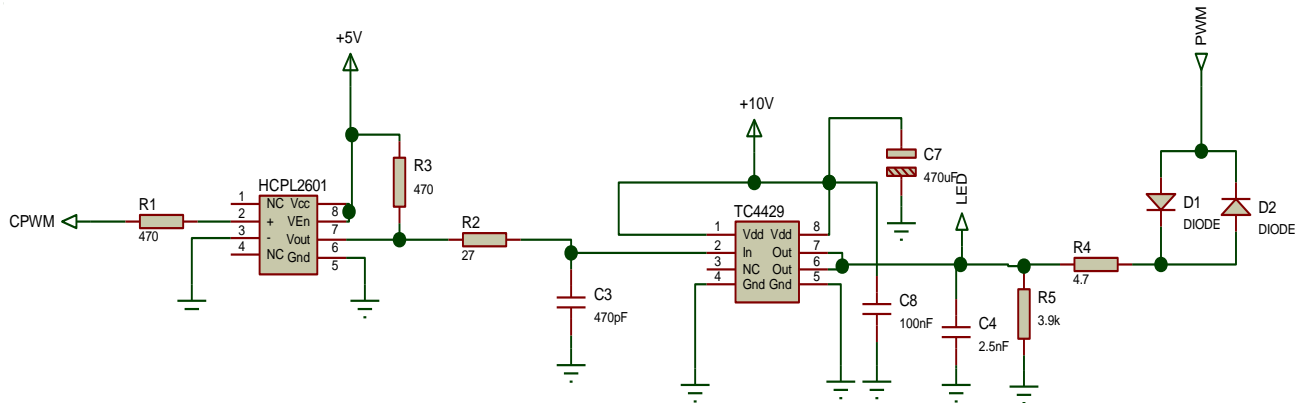 PWM
+5V
+10V
C7
470uF
R3
470
HCPL2601
1 NC Vcc 8
2 + VEn 7
3 - Vout 6
4 NC Gnd 5
R1
470
CPWM
R2
27
C3
470pF
TC4429
1 Vdd Vdd 8
2 In Out 7
3 NC Out 6
4 Gnd Gnd 5
LED
C8
100nF
C4
2.5nF
R5
3.9k
R4
4.7
D1
DIODE
D2
DIODE